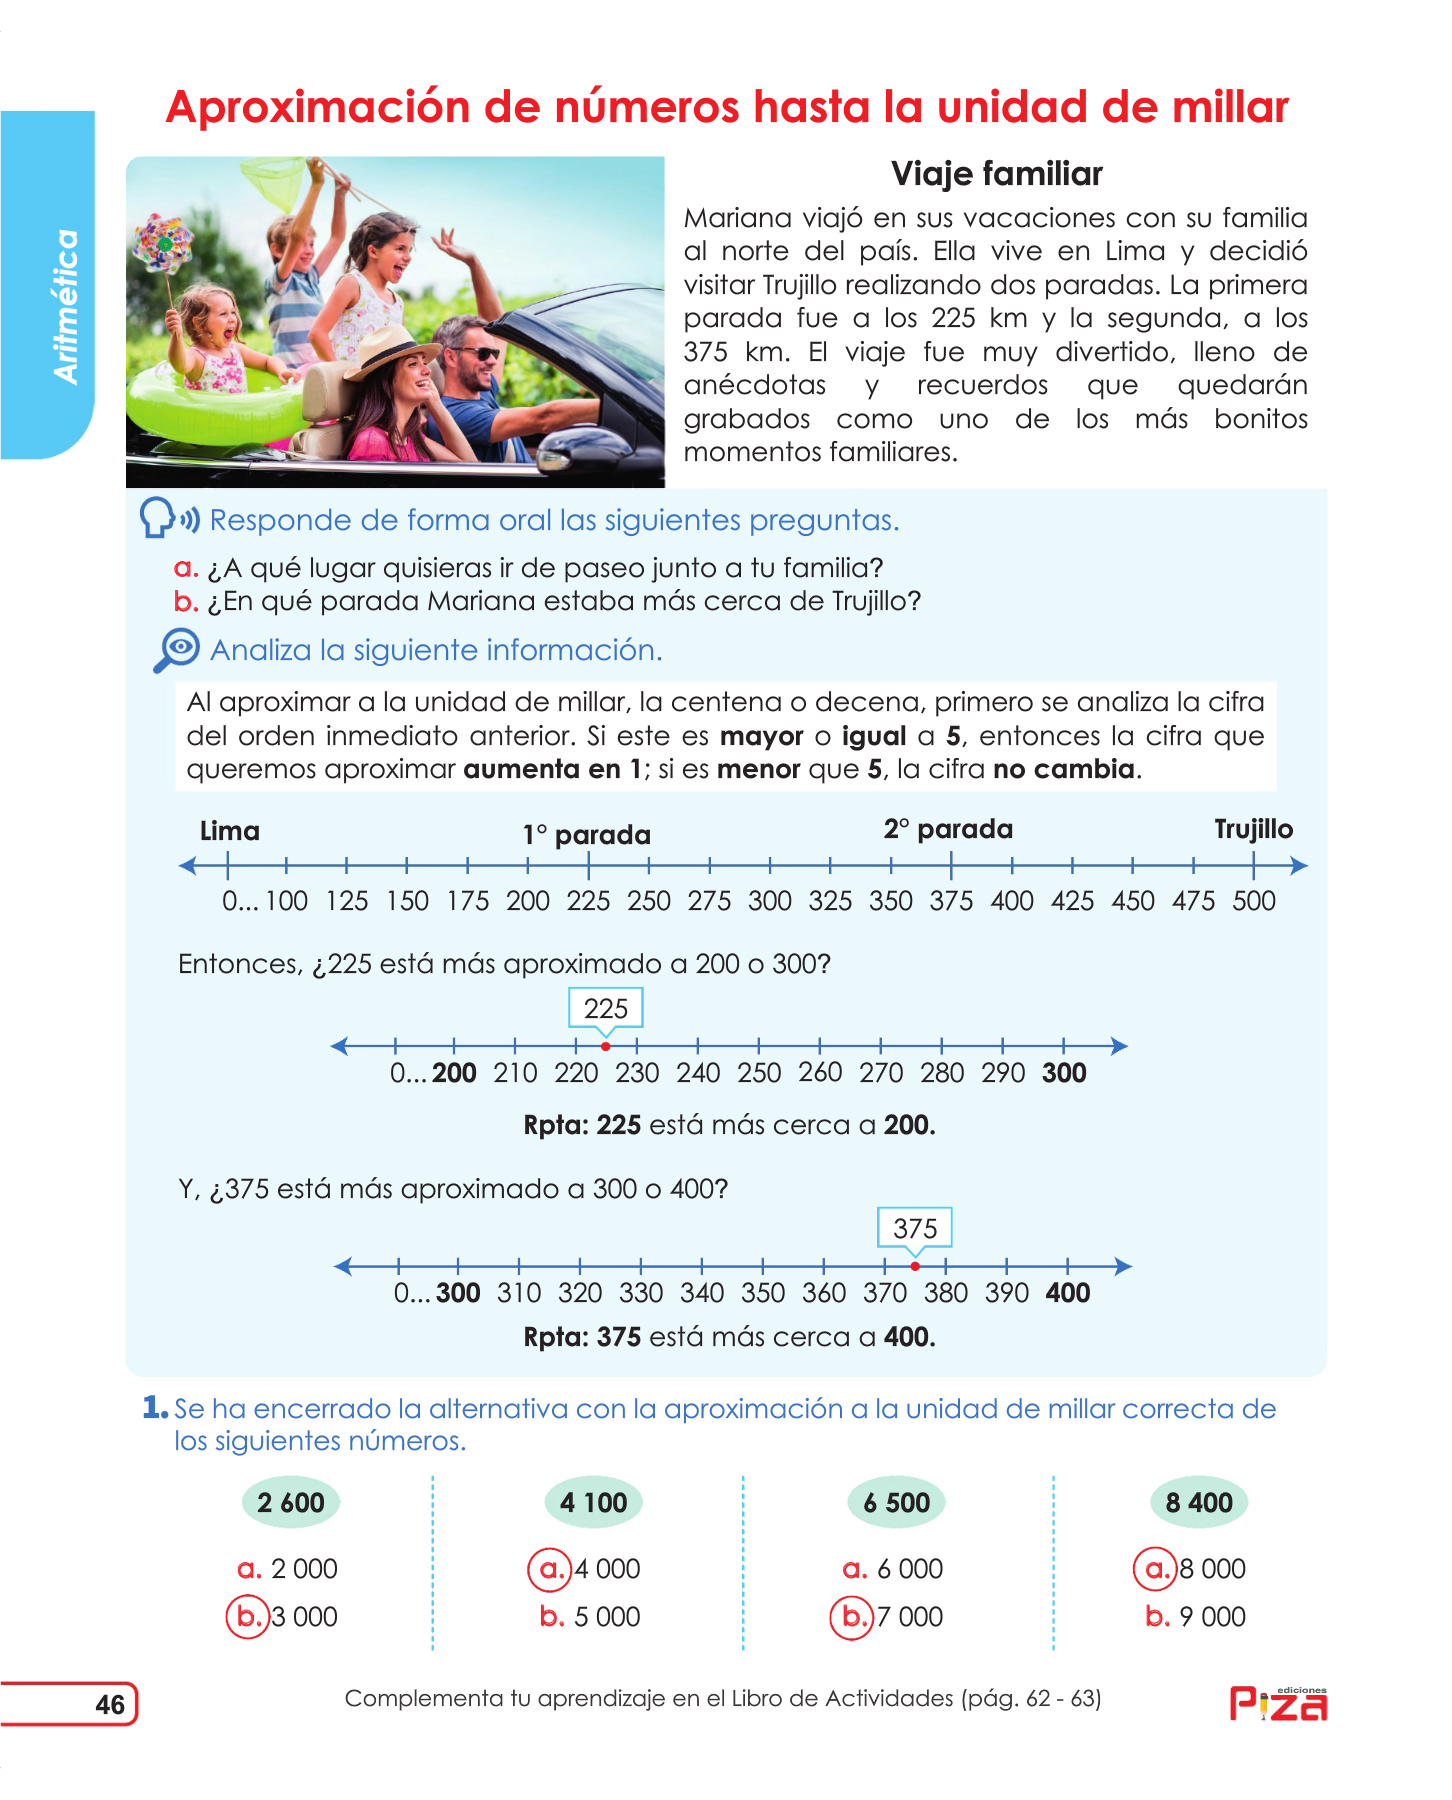 Aproximación de números hasta la unidad de millar
Aritmética
Viaje familiar
Mariana viajó en sus vacaciones con su familia
al norte del país. Ella vive en Lima y decidió
visitar Trujillo realizando dos paradas. La primera
parada fue a los 225 km y la segunda, a los
375 km. El viaje fue muy divertido, lleno de
anécdotas y recuerdos que quedarán
grabados como uno de los más bonitos
momentos familiares.
Responde de forma oral las siguientes preguntas.
a. ¿A qué lugar quisieras ir de paseo junto a tu familia?
b. ¿En qué parada Mariana estaba más cerca de Trujillo?
Analiza la siguiente información.
Al aproximar a la unidad de millar, la centena o decena, primero se analiza la cifra
del orden inmediato anterior. Si este es mayor o igual a 5, entonces la cifra que
queremos aproximar aumenta en 1; si es menor que 5, la cifra no cambia.
Lima 1° parada 2° parada Trujillo
0... 100 125 150 175 200 225 250 275 300 325 350 375 400 425 450 475 500
Entonces, ¿225 está más aproximado a 200 o 300?
225
0... 200 210 220 230 240 250 260 270 280 290 300
Rpta: 225 está más cerca a 200.
Y, ¿375 está más aproximado a 300 o 400?
375
0... 300 310 320 330 340 350 360 370 380 390 400
Rpta: 375 está más cerca a 400.
1. Se ha encerrado la alternativa con la aproximación a la unidad de millar correcta de
los siguientes números.
2 600 4 100 6 500 8 400
a. 2 000 a. 4 000 a. 6 000 a. 8 000
b. 3 000 b. 5 000 b. 7 000 b. 9 000
46
Complementa tu aprendizaje en el Libro de Actividades (pág. 62 - 63)
ediciones
Piza